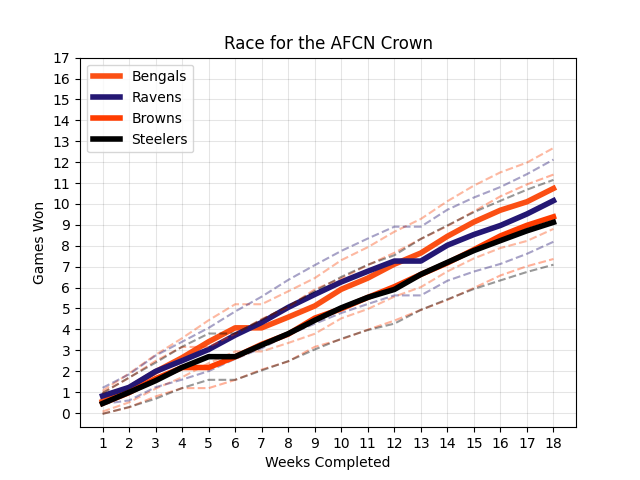 Race for the AFCN Crown
17
16
15
14
13
12
11
10
9
8
7
6
5
4
3
2
1
0
Games Won
Bengals
Ravens
Browns
Steelers
1 2 3 4 5 6 7 8 9 10 11 12 13 14 15 16 17 18
Weeks Completed